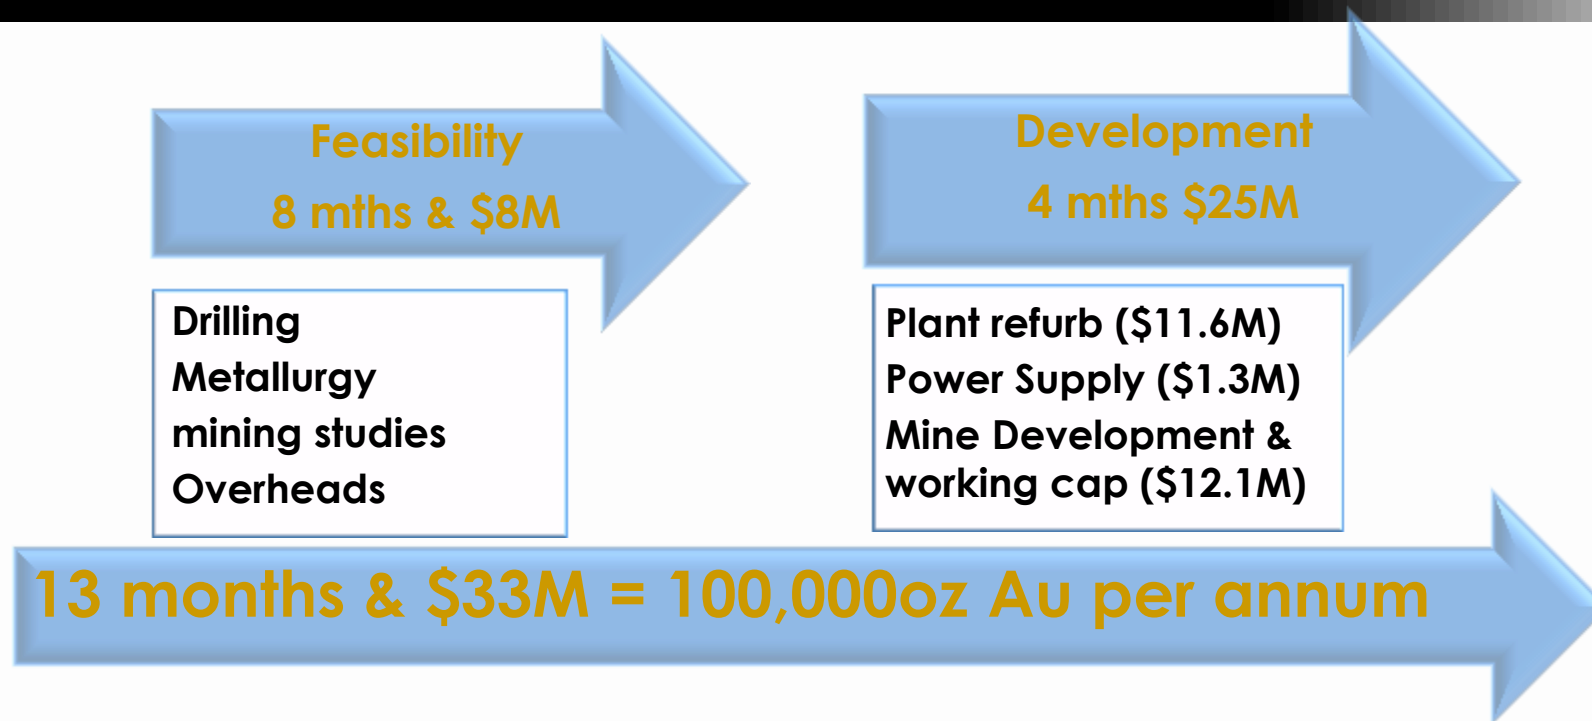 Feasibility
8 mths & $8M
Drilling
Metallurgy
mining studies
Overheads
Development
4 mths $25M
Plant refurb ($11.6M)
Power Supply ($1.3M)
Mine Development &
working cap ($12.1M)
13 months & $33M = 100,000oz Au per annum